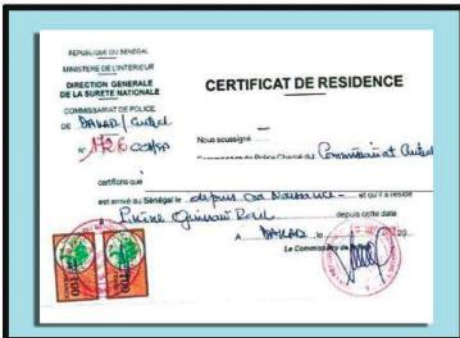 REPUBLIQUE DU SENEGAL
MINISTERE DE L'INTERIEUR
DIRECTION GENERALE
DE LA SURETE NATIONALE
COMMISSARIAT DE POLICE
DE DAKAR / Central
N° 1726
CERTIFICAT DE RESIDENCE
Nous soussigné
Commissaire de Police Chargé du Commissariat Central
certifions que
est arrivé au Sénégal le depuis sa Naissance - et qu'il a résidé
Pikine Guinaw Rail depuis cette date
A DAKAR, le 20
Le Commissaire de
100
100